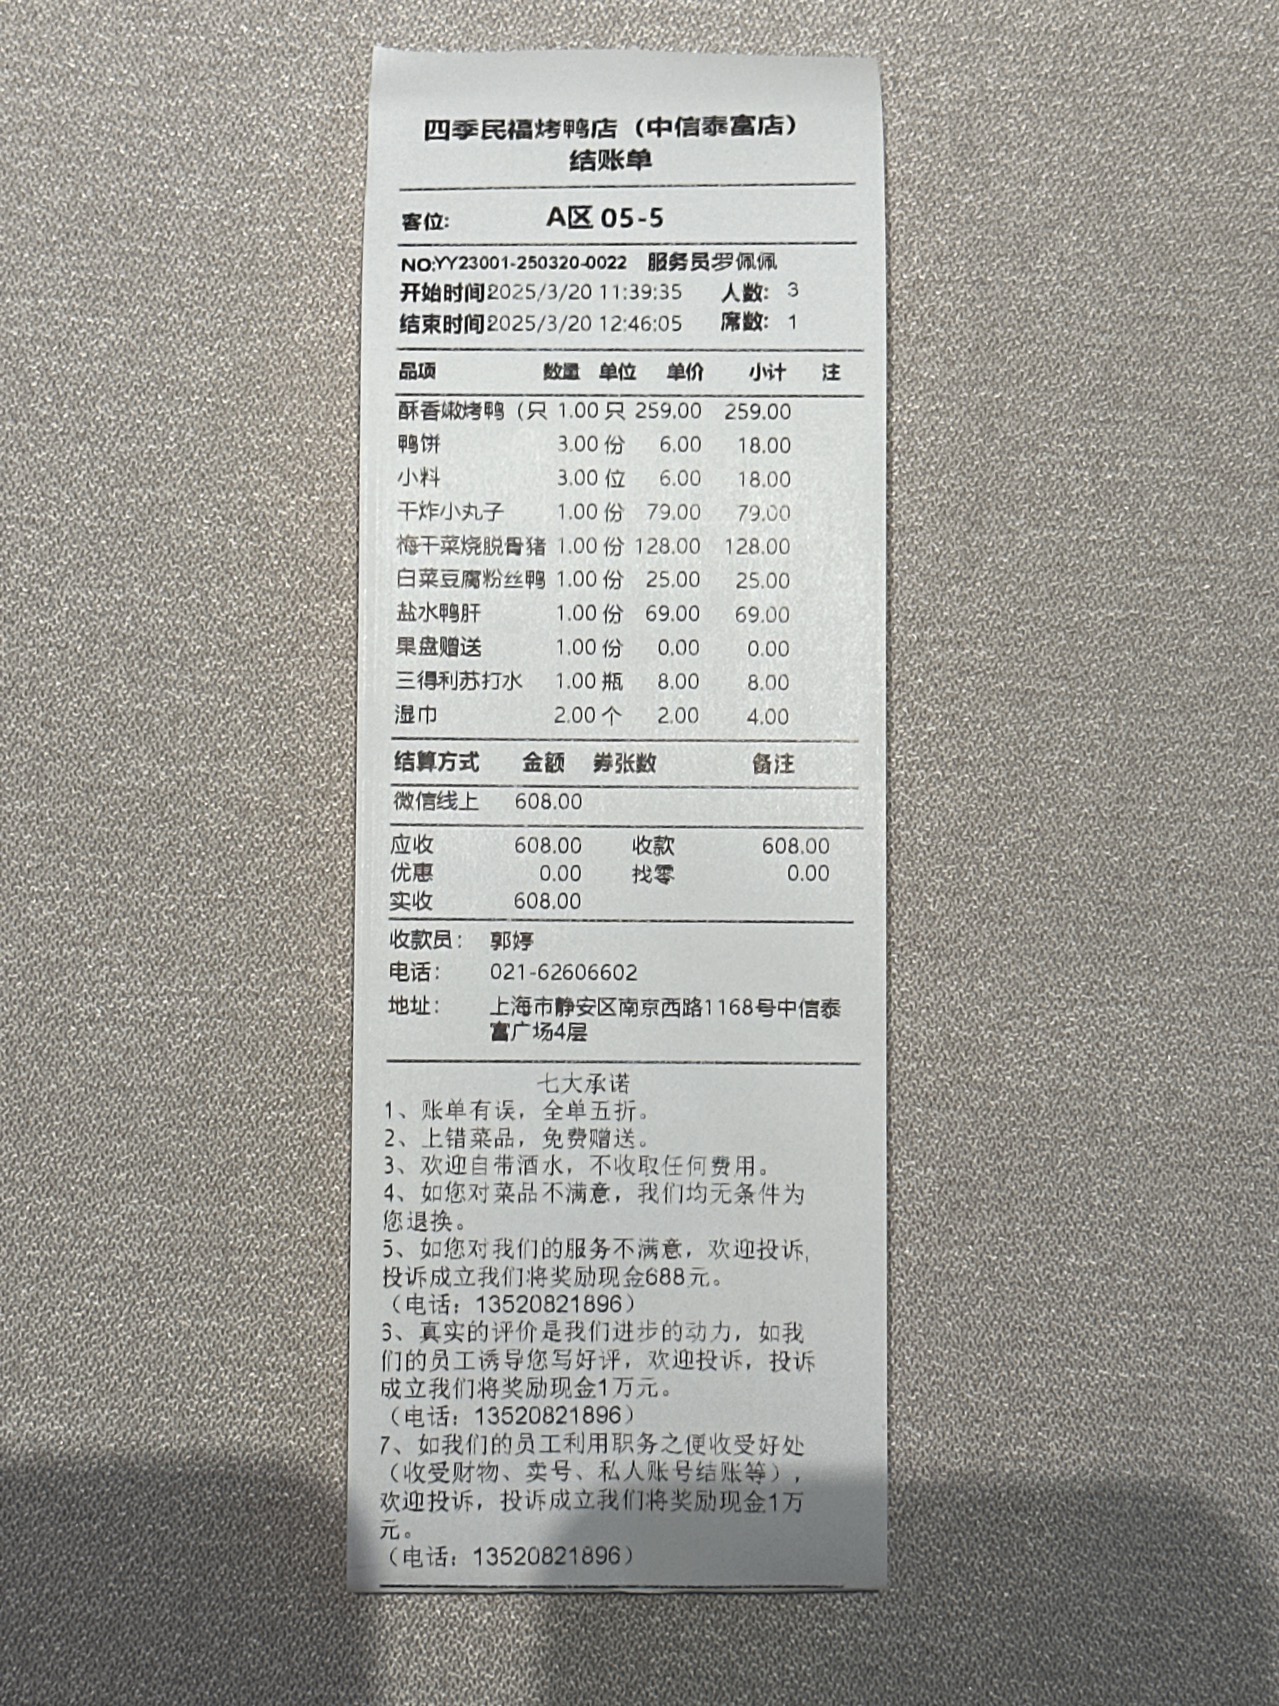 四季民福烤鸭店（中信泰富店）
结账单
客位: A区 05-5
NO:YY23001-250320-0022 服务员:罗佩佩
开始时间2025/3/20 11:39:35 人数: 3
结束时间2025/3/20 12:46:05 席数: 1
品项 数量 单位 单价 小计 注
酥香嫩烤鸭（只 1.00 只 259.00 259.00
鸭饼 3.00 份 6.00 18.00
小料 3.00 位 6.00 18.00
干炸小丸子 1.00 份 79.00 79.00
梅干菜烧脱骨猪 1.00 份 128.00 128.00
白菜豆腐粉丝鸭 1.00 份 25.00 25.00
盐水鸭肝 1.00 份 69.00 69.00
果盘赠送 1.00 份 0.00 0.00
三得利苏打水 1.00 瓶 8.00 8.00
湿巾 2.00 个 2.00 4.00
结算方式 金额 券张数 备注
微信线上 608.00
应收 608.00 收款 608.00
优惠 0.00 找零 0.00
实收 608.00
收款员: 郭婷
电话: 021-62606602
地址: 上海市静安区南京西路1168号中信泰
富广场4层
七大承诺
1、账单有误，全单五折。
2、上错菜品，免费赠送。
3、欢迎自带酒水，不收取任何费用。
4、如您对菜品不满意，我们均无条件为
您退换。
5、如您对我们的服务不满意，欢迎投诉,
投诉成立我们将奖励现金688元。
（电话：13520821896）
6、真实的评价是我们进步的动力，如我
们的员工诱导您写好评，欢迎投诉，投诉
成立我们将奖励现金1万元。
（电话：13520821896）
7、如我们的员工利用职务之便收受好处
（收受财物、卖号、私人账号结账等），
欢迎投诉，投诉成立我们将奖励现金1万
元。
（电话：13520821896）